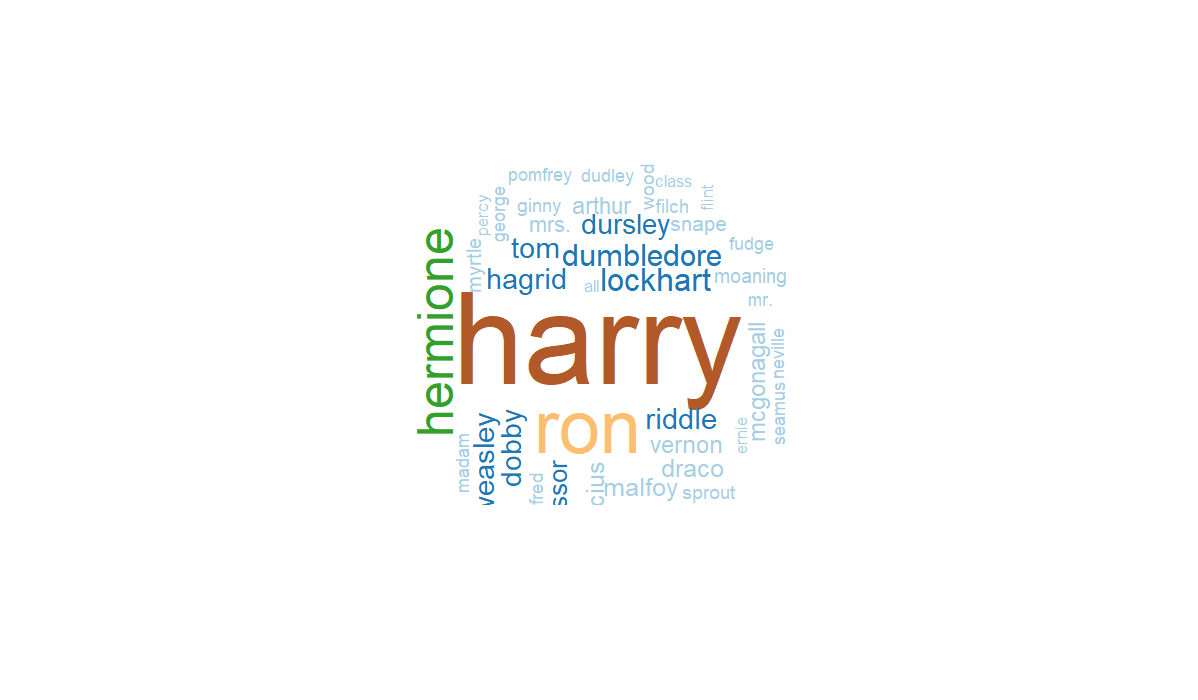 pomfrey
dudley
wood
class
flint
percy
george
ginny
arthur
filch
mrs.
dursley
snape
hermione
myrtle
tom
dumbledore
fudge
hagrid
all
lockhart
moaning
mr.
harry
mcgonagall
neville
seamus
ron
riddle
ernie
vernon
madam
weasley
dobby
fred
ssor
cius
draco
malfoy
sprout